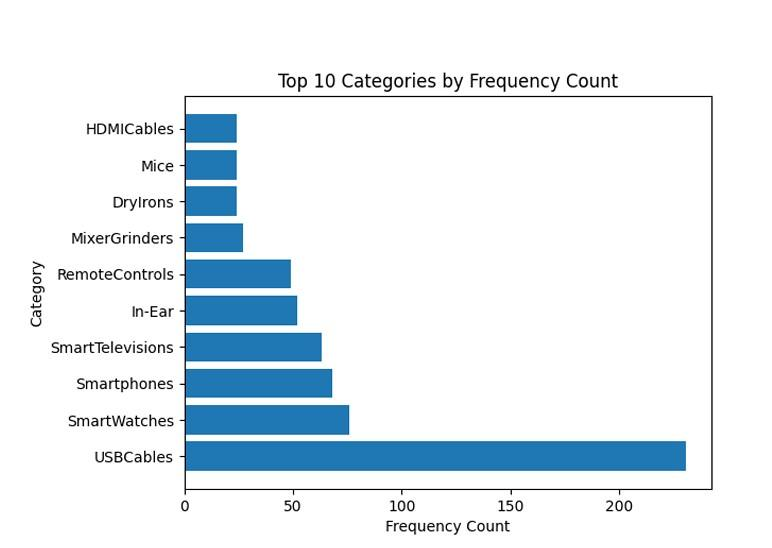 Top 10 Categories by Frequency Count
HDMICables
Mice
DryIrons
MixerGrinders
RemoteControls
In-Ear
SmartTelevisions
Smartphones
SmartWatches
USBCables
Category
0 50 100 150 200
Frequency Count